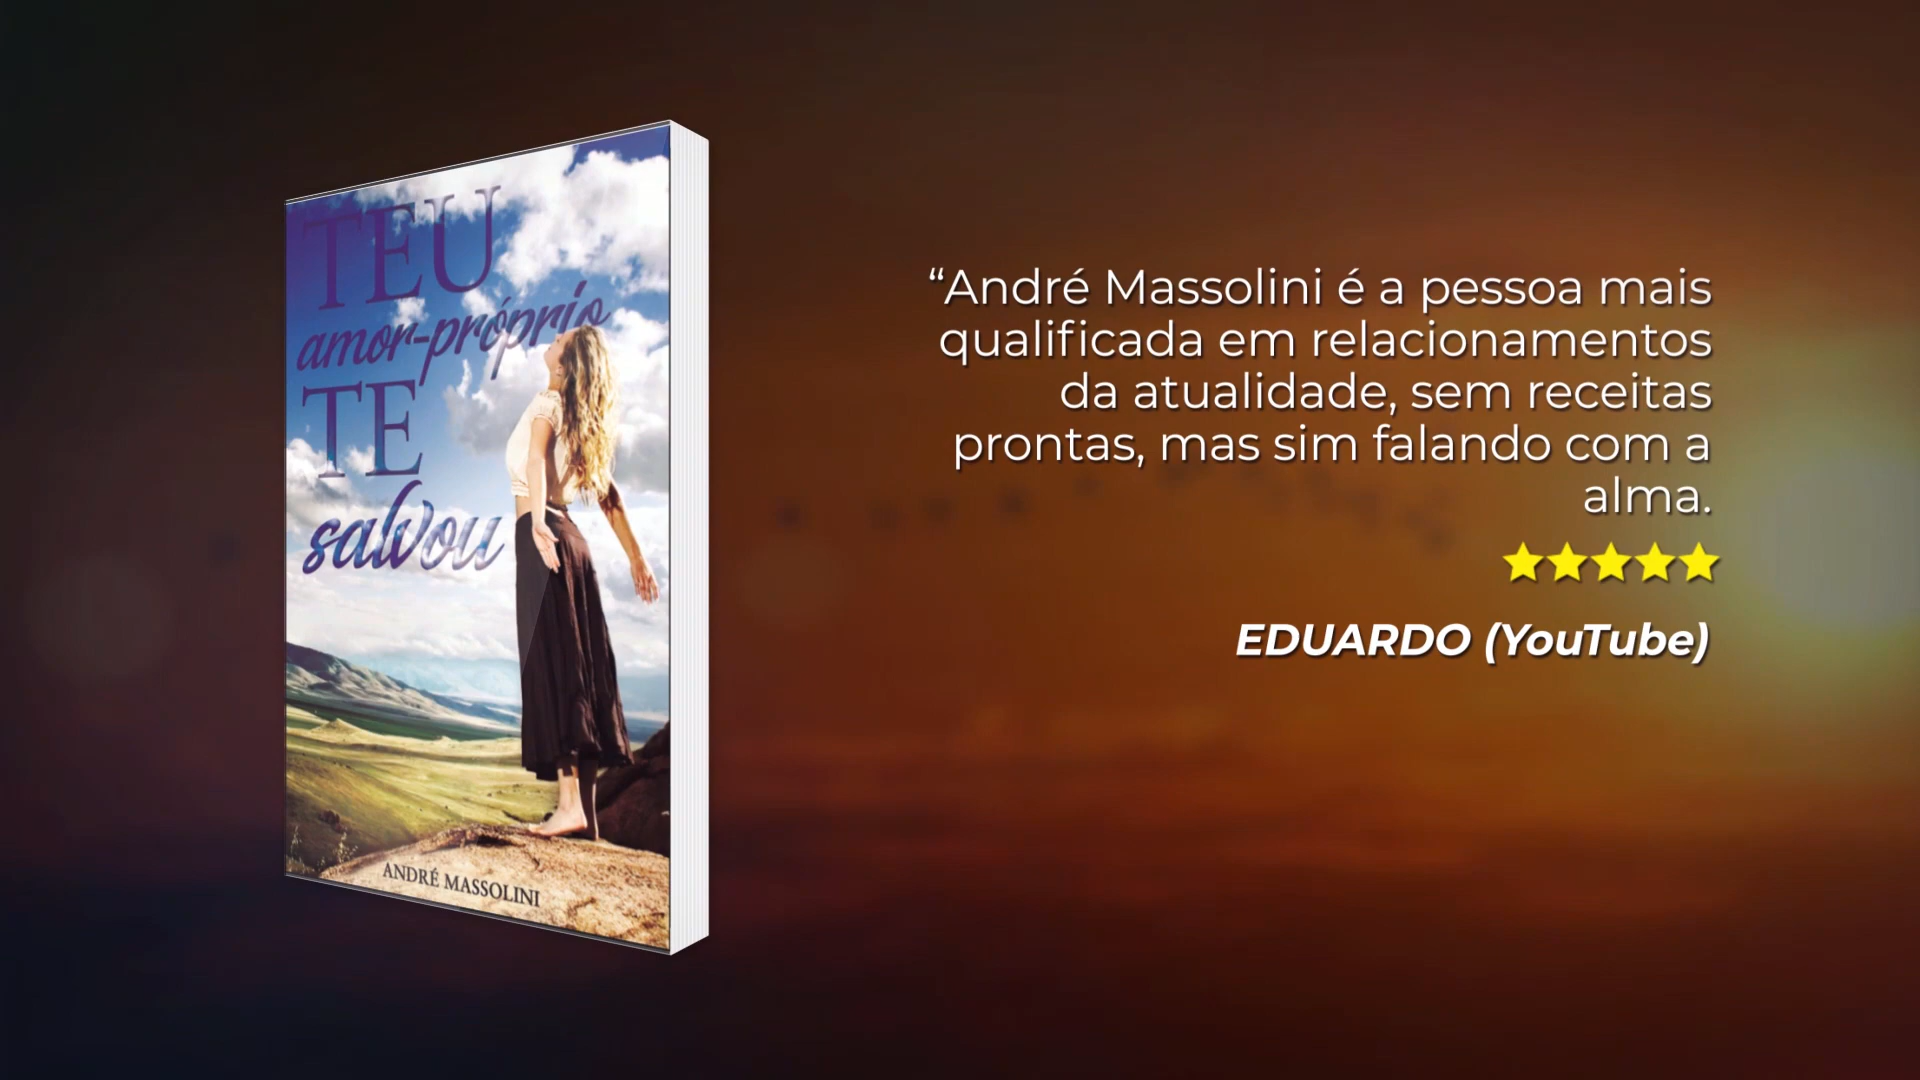 TEU
amor-próprio
TE
salvou
ANDRÉ MASSOLINI
“André Massolini é a pessoa mais
qualificada em relacionamentos
da atualidade, sem receitas
prontas, mas sim falando com a
alma.
EDUARDO (YouTube)